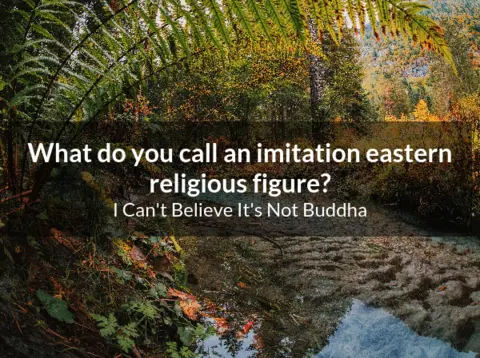 What do you call an imitation eastern
religious figure?
I Can't Believe It's Not Buddha